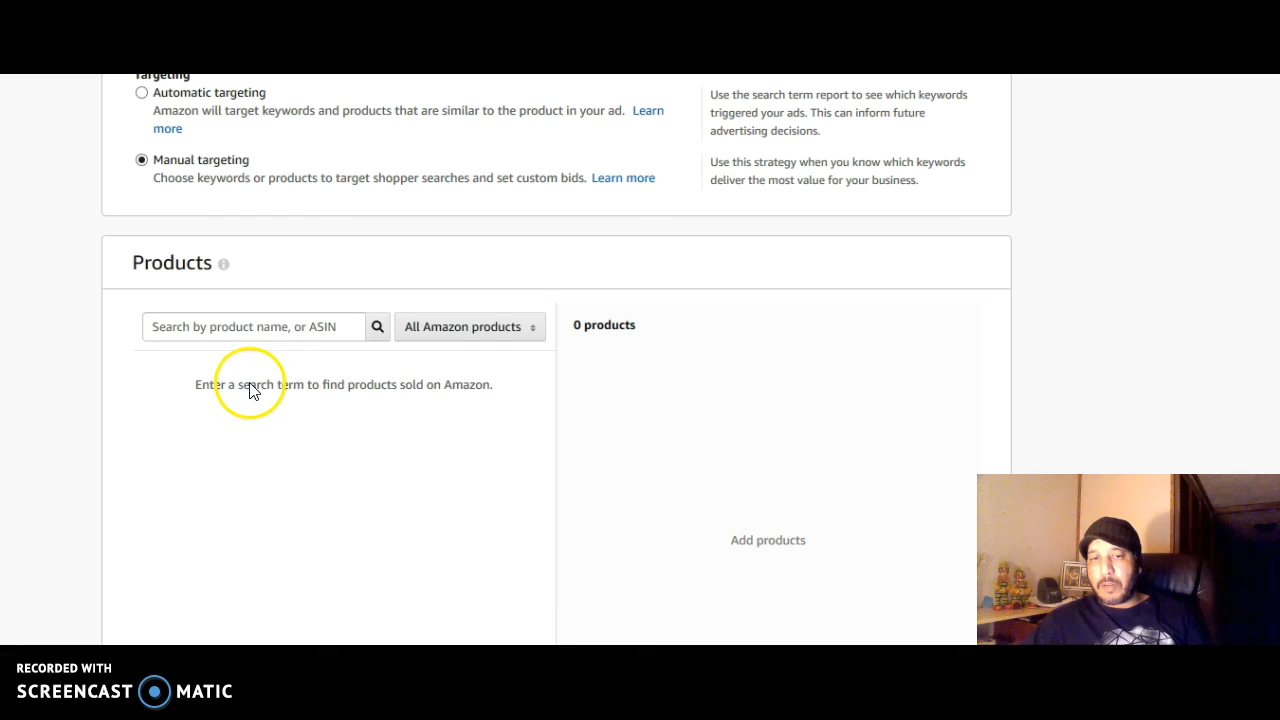 Targeting
Automatic targeting
Amazon will target keywords and products that are similar to the product in your ad. Learn
more
Use the search term report to see which keywords
triggered your ads. This can inform future
advertising decisions.
Manual targeting
Choose keywords or products to target shopper searches and set custom bids. Learn more
Use this strategy when you know which keywords
deliver the most value for your business.
Products
Search by product name, or ASIN
All Amazon products
0 products
Enter a search term to find products sold on Amazon.
Add products
RECORDED WITH
SCREENCAST MATIC